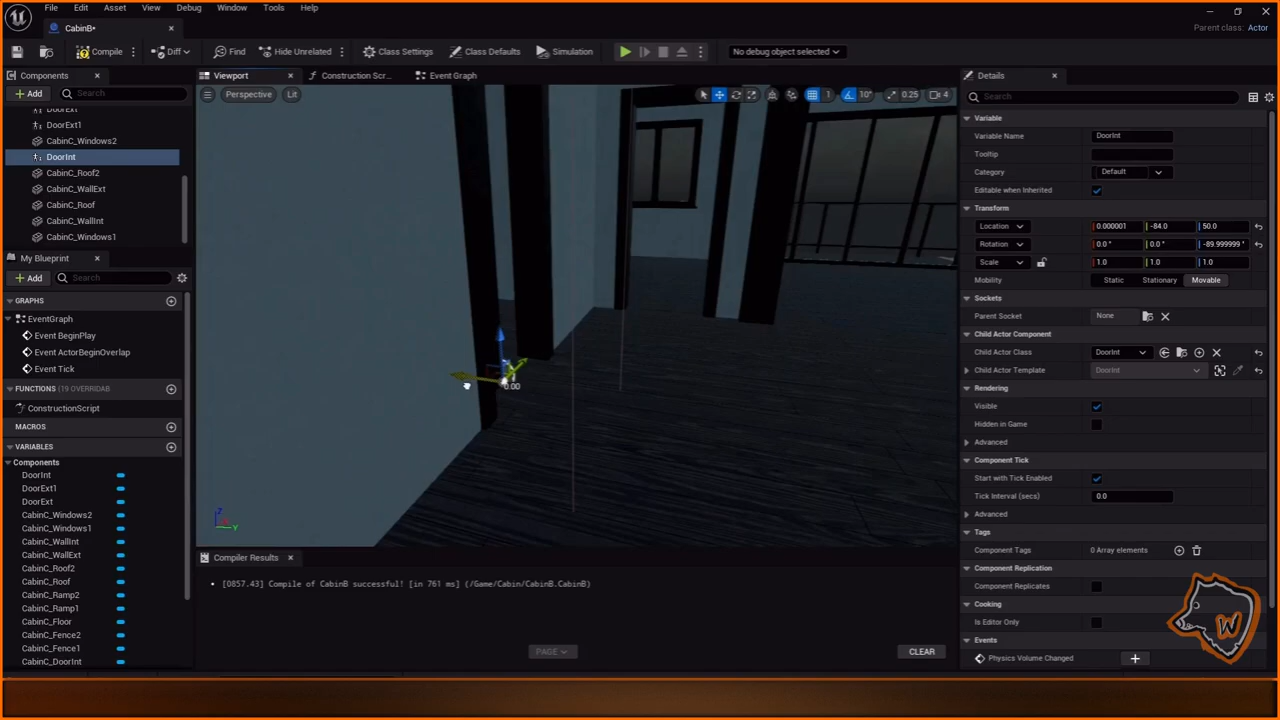 File Edit Asset View Debug Window Tools Help
CabinB*
Parent class: Actor
Compile Diff Find Hide Unrelated Class Settings Class Defaults Simulation No debug object selected
Components
Viewport Construction Scr... Event Graph
Details
Add Search
Perspective Lit
1 10° 0.25 4
Search
DoorExt
DoorExt1
CabinC_Windows2
DoorInt
CabinC_Roof2
CabinC_WallExt
CabinC_Roof
CabinC_WallInt
CabinC_Windows1
My Blueprint
Add Search
GRAPHS
EventGraph
Event BeginPlay
Event ActorBeginOverlap
Event Tick
FUNCTIONS (19 OVERRIDAB
ConstructionScript
MACROS
VARIABLES
Components
DoorInt
DoorExt1
DoorExt
CabinC_Windows2
CabinC_Windows1
CabinC_WallInt
CabinC_WallExt
CabinC_Roof2
CabinC_Roof
CabinC_Ramp2
CabinC_Ramp1
CabinC_Floor
CabinC_Fence2
CabinC_Fence1
CabinC_DoorInt
0.00
Z
Y
Compiler Results
[0857.43] Compile of CabinB successful! [in 761 ms] (/Game/Cabin/CabinB.CabinB)
PAGE
CLEAR
Variable
Variable Name DoorInt
Tooltip
Category Default
Editable when Inherited
Transform
Location 0.000001 -84.0 50.0
Rotation 0.0 ° 0.0 ° -89.999999 °
Scale 1.0 1.0 1.0
Mobility Static Stationary Movable
Sockets
Parent Socket None
Child Actor Component
Child Actor Class DoorInt
Child Actor Template DoorInt
Rendering
Visible
Hidden in Game
Advanced
Component Tick
Start with Tick Enabled
Tick Interval (secs) 0.0
Advanced
Tags
Component Tags 0 Array elements
Component Replication
Component Replicates
Cooking
Is Editor Only
Events
Physics Volume Changed
W